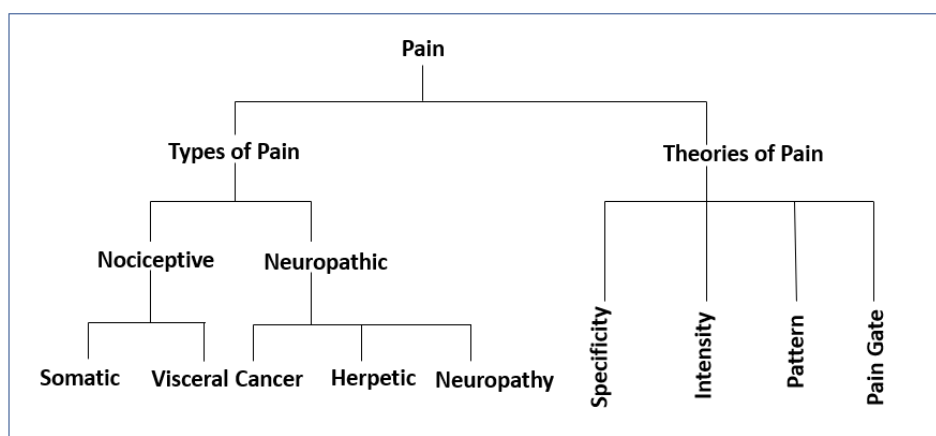 Pain
Types of Pain
Theories of Pain
Nociceptive
Neuropathic
Somatic
Visceral
Cancer
Herpetic
Neuropathy
Specificity
Intensity
Pattern
Pain Gate